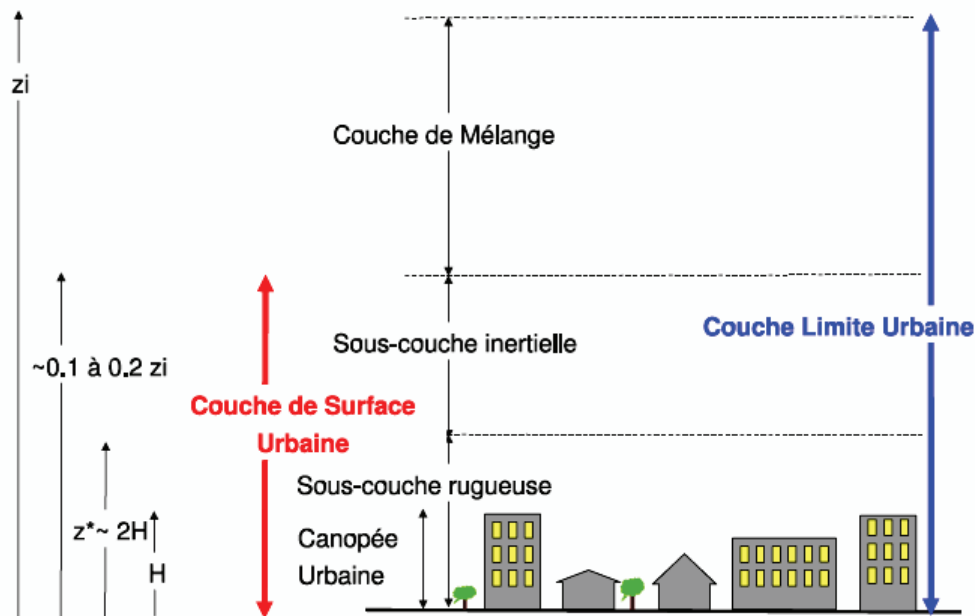 zi
Couche de Mélange
Couche Limite Urbaine
Sous-couche inertielle
~0.1 à 0.2 zi
Couche de Surface
Urbaine
Sous-couche rugueuse
z*~ 2H
H
Canopée
Urbaine